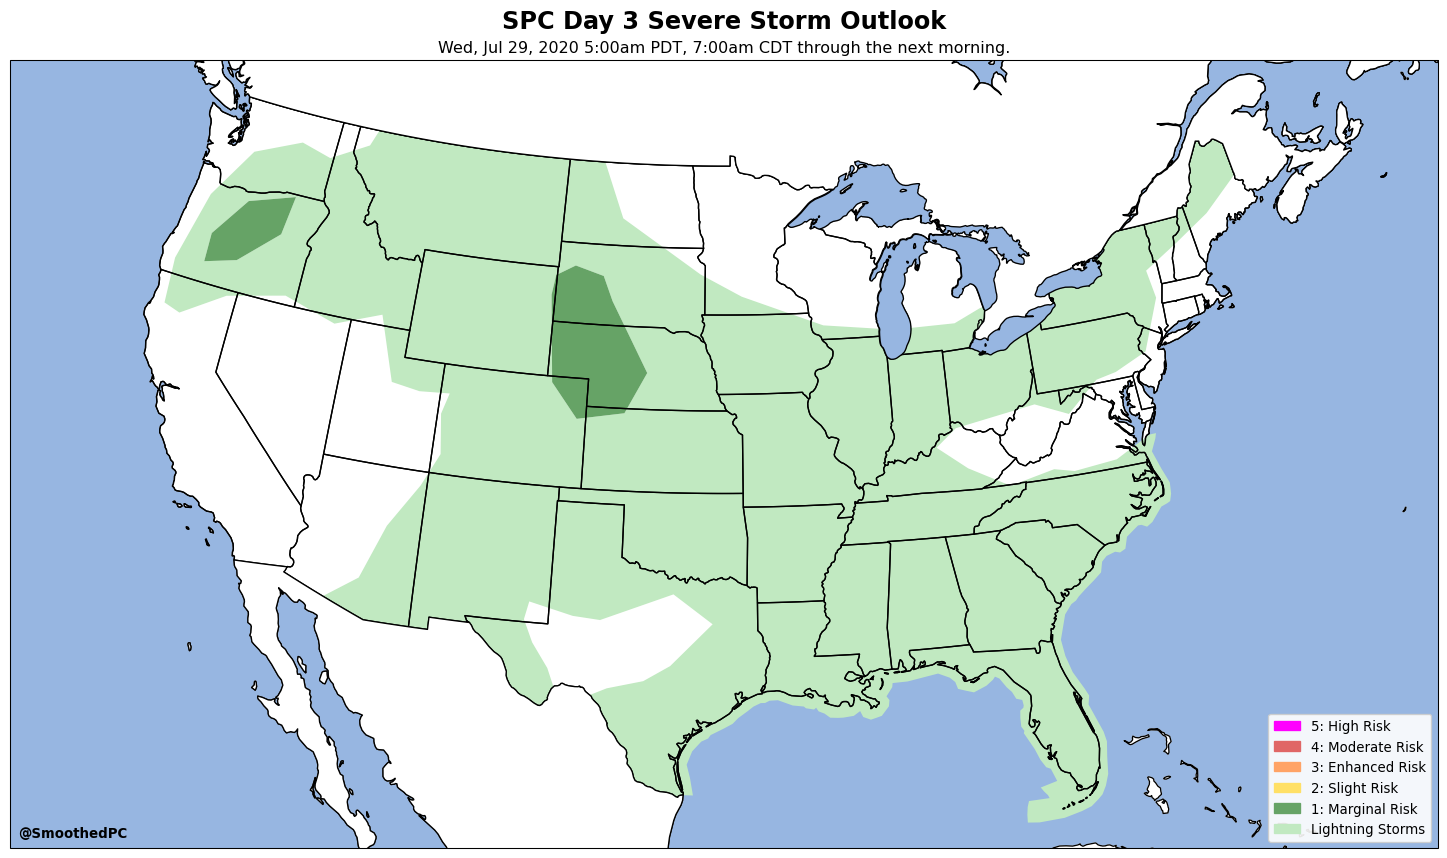 SPC Day 3 Severe Storm Outlook
Wed, Jul 29, 2020 5:00am PDT, 7:00am CDT through the next morning.
5: High Risk
4: Moderate Risk
3: Enhanced Risk
2: Slight Risk
1: Marginal Risk
Lightning Storms
@SmoothedPC